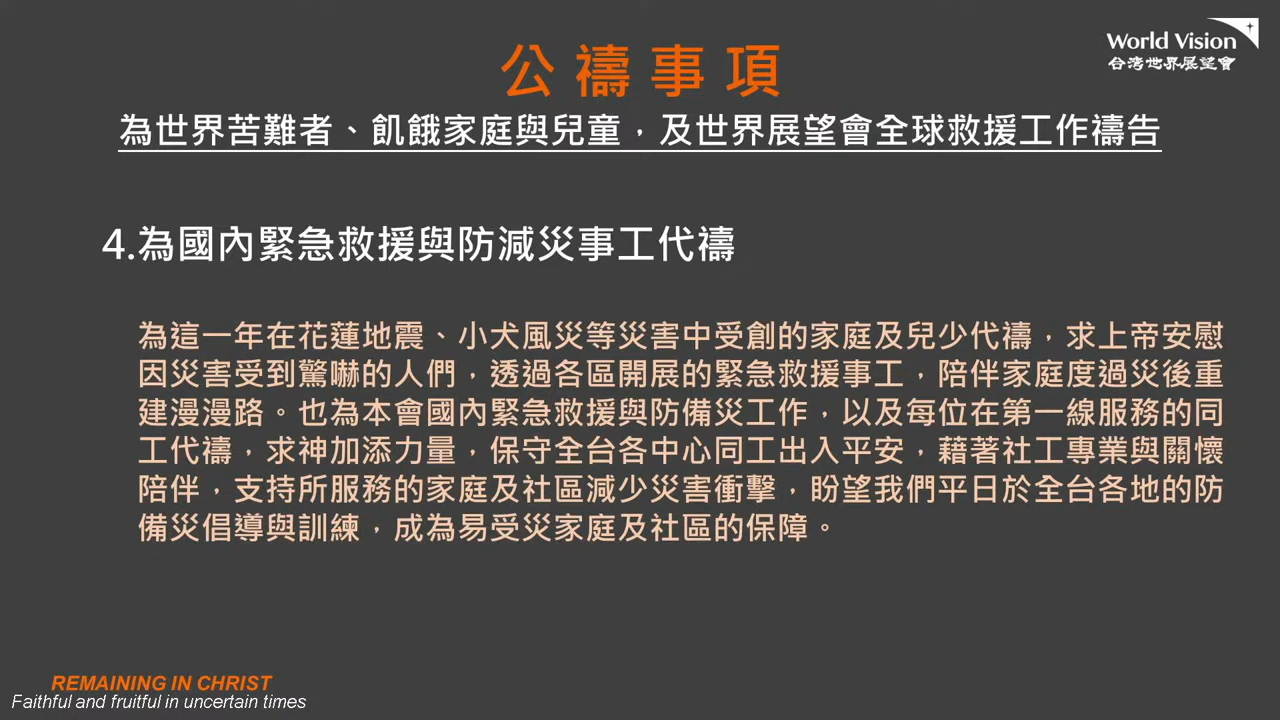 World Vision
台灣世界展望會
公禱事項
為世界苦難者、飢餓家庭與兒童，及世界展望會全球救援工作禱告
4.為國內緊急救援與防減災事工代禱
為這一年在花蓮地震、小犬風災等災害中受創的家庭及兒少代禱，求上帝安慰
因災害受到驚嚇的人們，透過各區開展的緊急救援事工，陪伴家庭度過災後重
建漫漫路。也為本會國內緊急救援與防備災工作，以及每位在第一線服務的同
工代禱，求神加添力量，保守全台各中心同工出入平安，藉著社工專業與關懷
陪伴，支持所服務的家庭及社區減少災害衝擊，盼望我們平日於全台各地的防
備災倡導與訓練，成為易受災家庭及社區的保障。
REMAINING IN CHRIST
Faithful and fruitful in uncertain times